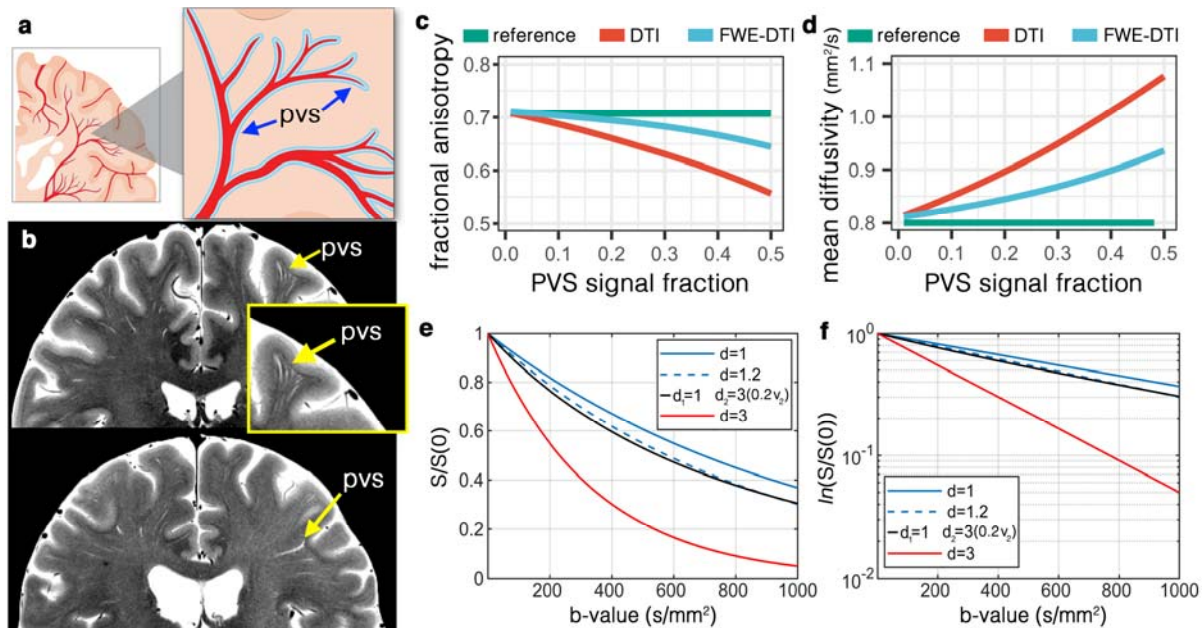 a
pvs
b
pvs
pvs
pvs
c
reference DTI FWE-DTI
fractional anisotropy
0.8
0.7
0.6
0.5
0.0 0.1 0.2 0.3 0.4 0.5
PVS signal fraction
d
reference DTI FWE-DTI
mean diffusivity (mm²/s)
1.1
1.0
0.9
0.8
0.0 0.1 0.2 0.3 0.4 0.5
PVS signal fraction
e
S/S(0)
1
0.8
0.6
0.4
0.2
0
200 400 600 800 1000
b-value (s/mm²)
d=1
d=1.2
d₁=1 d₂=3(0.2v₂)
d=3
f
ln(S/S(0))
10⁰
10⁻¹
10⁻²
200 400 600 800 1000
b-value (s/mm²)
d=1
d=1.2
d₁=1 d₂=3(0.2v₂)
d=3